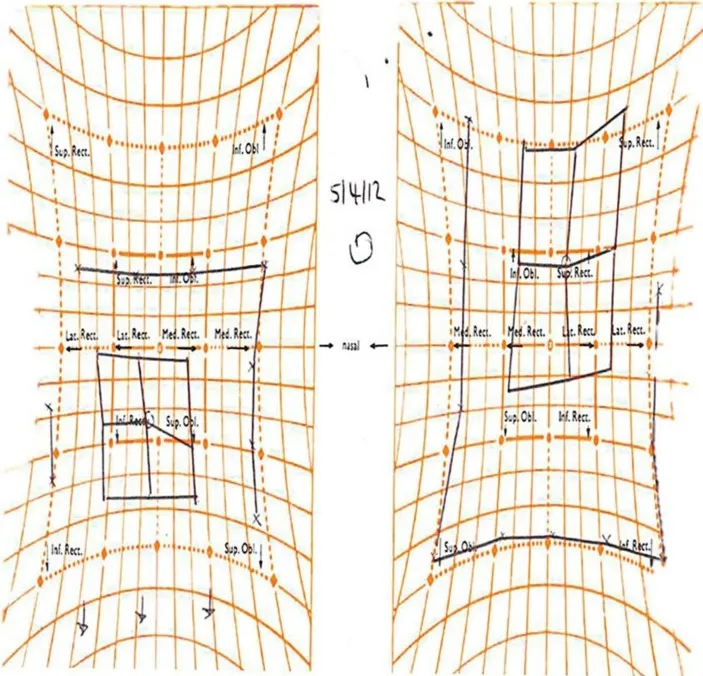 Sup. Rect. Inf. Obl
Inf. Obl. Sup. Rect.
5/4/12
Sup. Rect. Inf. Obl.
Inf. Obl. Sup. Rect.
Lat. Rect. Lat. Rect. Med. Rect. Med. Rect.
nasal
Med. Rect. Med. Rect. Lat. Rect. Lat. Rect.
Inf. Rect. Sup. Obl.
Sup. Obl. Inf. Rect.
Inf. Rect. Sup. Obl.
Sup. Obl. Inf. Rect.